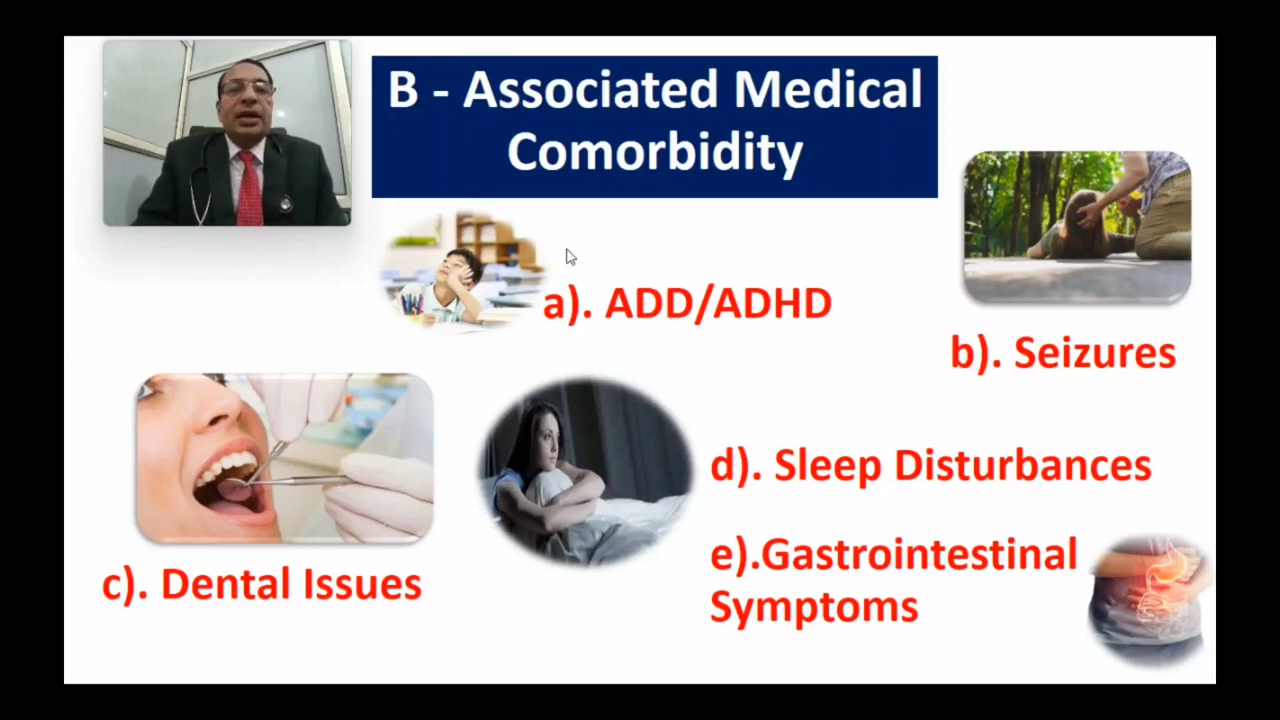 B - Associated Medical
Comorbidity
a). ADD/ADHD
b). Seizures
c). Dental Issues
d). Sleep Disturbances
e).Gastrointestinal
Symptoms